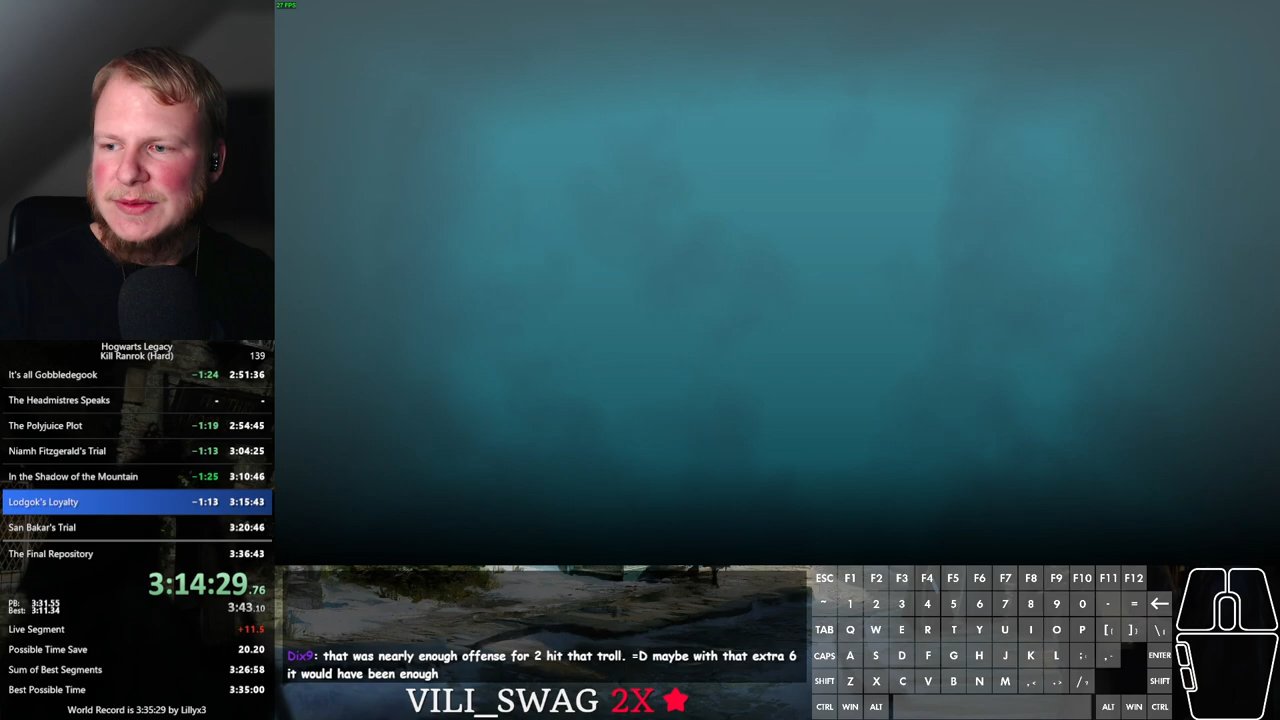 27 FPS
Hogwarts Legacy
Kill Ranrok (Hard) 139
It's all Gobbledegook −1:24 2:51:36
The Headmistres Speaks - -
The Polyjuice Plot −1:19 2:54:45
Niamh Fitzgerald's Trial −1:13 3:04:25
In the Shadow of the Mountain −1:25 3:10:46
Lodgok's Loyalty −1:13 3:15:43
San Bakar's Trial 3:20:46
The Final Repository 3:36:43
3:14:29.76
PB: 3:31.55
Best: 3:11.34
3:43.10
Live Segment +11.5
Possible Time Save 20.20
Sum of Best Segments 3:26:58
Best Possible Time 3:35:00
World Record is 3:35:29 by Lillyx3
Dix9: that was nearly enough offense for 2 hit that troll. =D maybe with that extra 6
it would have been enough
VILI_SWAG 2X
ESC F1 F2 F3 F4 F5 F6 F7 F8 F9 F10 F11 F12
~ 1 2 3 4 5 6 7 8 9 0 - = ←
TAB Q W E R T Y U I O P [{ ]} \|
CAPS A S D F G H J K L ;: ,- ENTER
SHIFT Z X C V B N M ,< .> /? SHIFT
CTRL WIN ALT ALT WIN CTRL